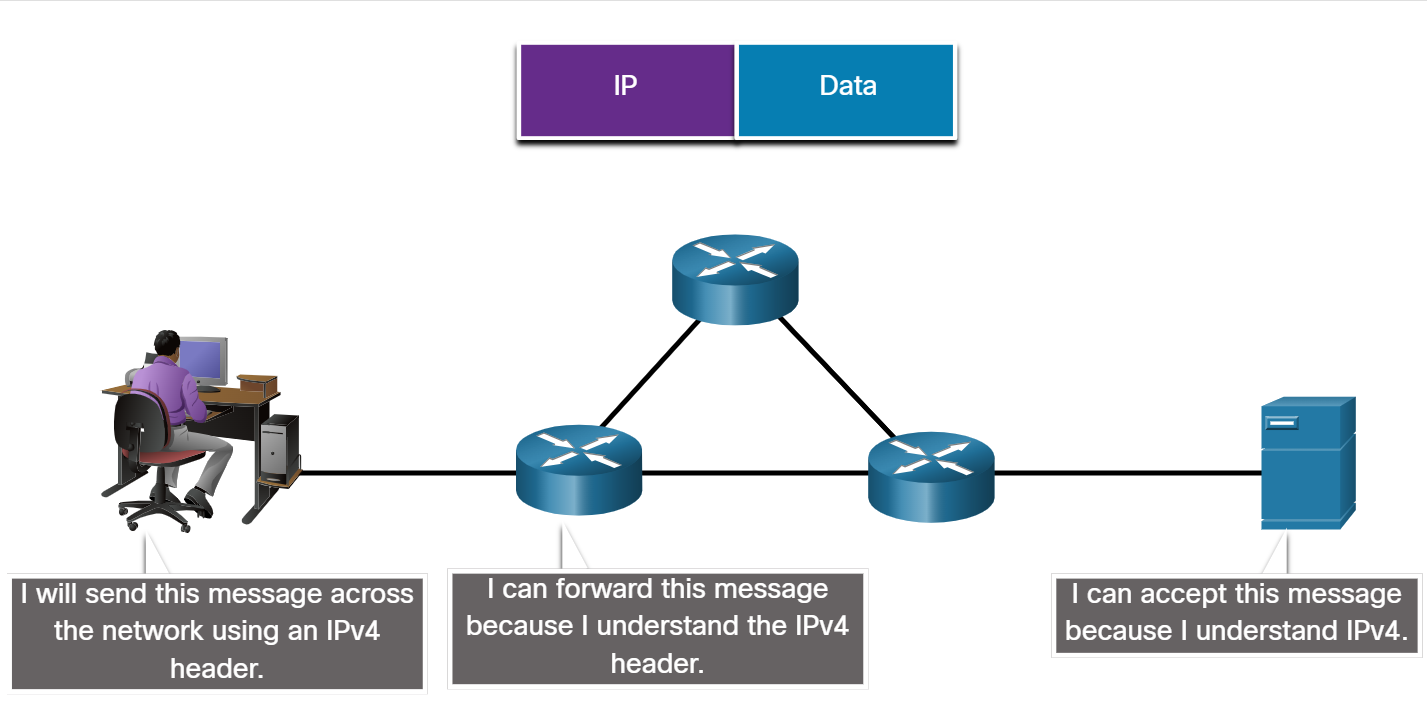 IP
Data
I will send this message across
the network using an IPv4
header.
I can forward this message
because I understand the IPv4
header.
I can accept this message
because I understand IPv4.